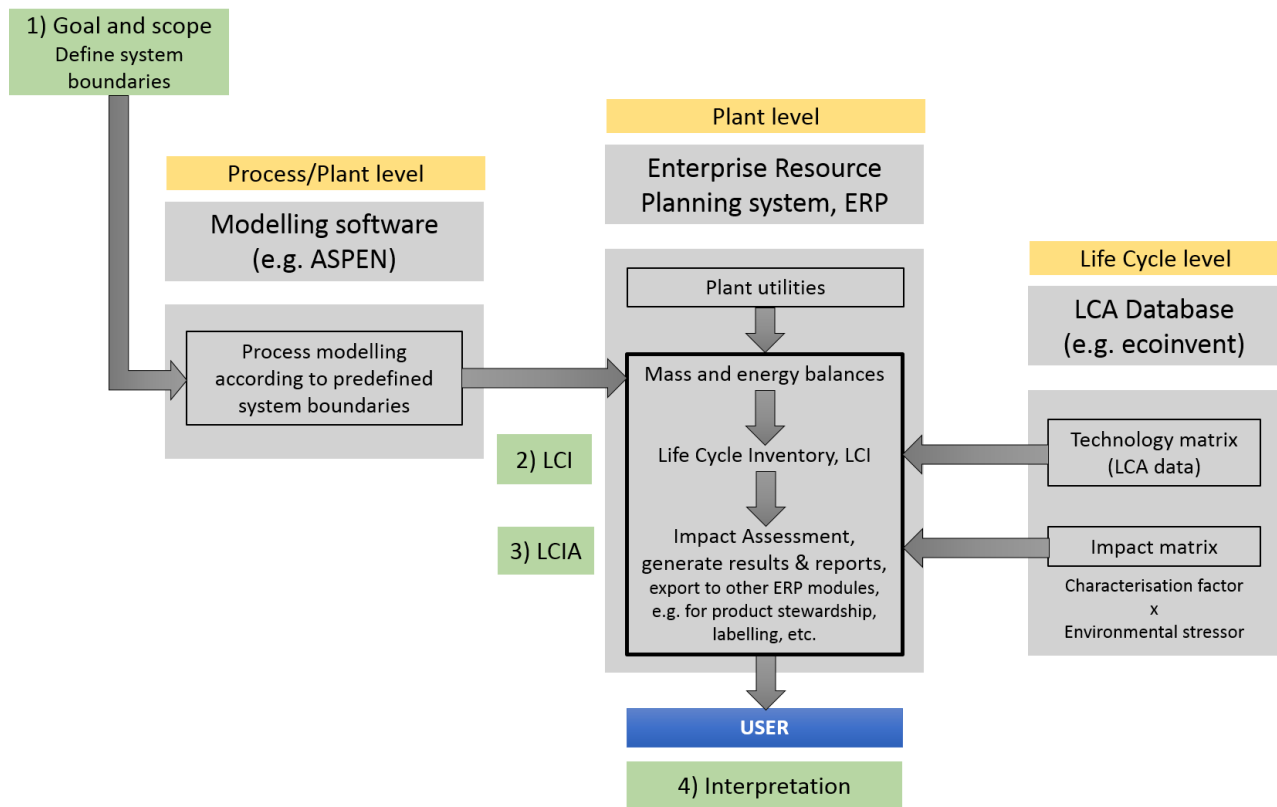 1) Goal and scope
Define system
boundaries
Process/Plant level
Modelling software
(e.g. ASPEN)
Process modelling
according to predefined
system boundaries
Plant level
Enterprise Resource
Planning system, ERP
Plant utilities
Mass and energy balances
Life Cycle Inventory, LCI
Impact Assessment,
generate results & reports,
export to other ERP modules,
e.g. for product stewardship,
labelling, etc.
2) LCI
3) LCIA
Life Cycle level
LCA Database
(e.g. ecoinvent)
Technology matrix
(LCA data)
Impact matrix
Characterisation factor
x
Environmental stressor
USER
4) Interpretation